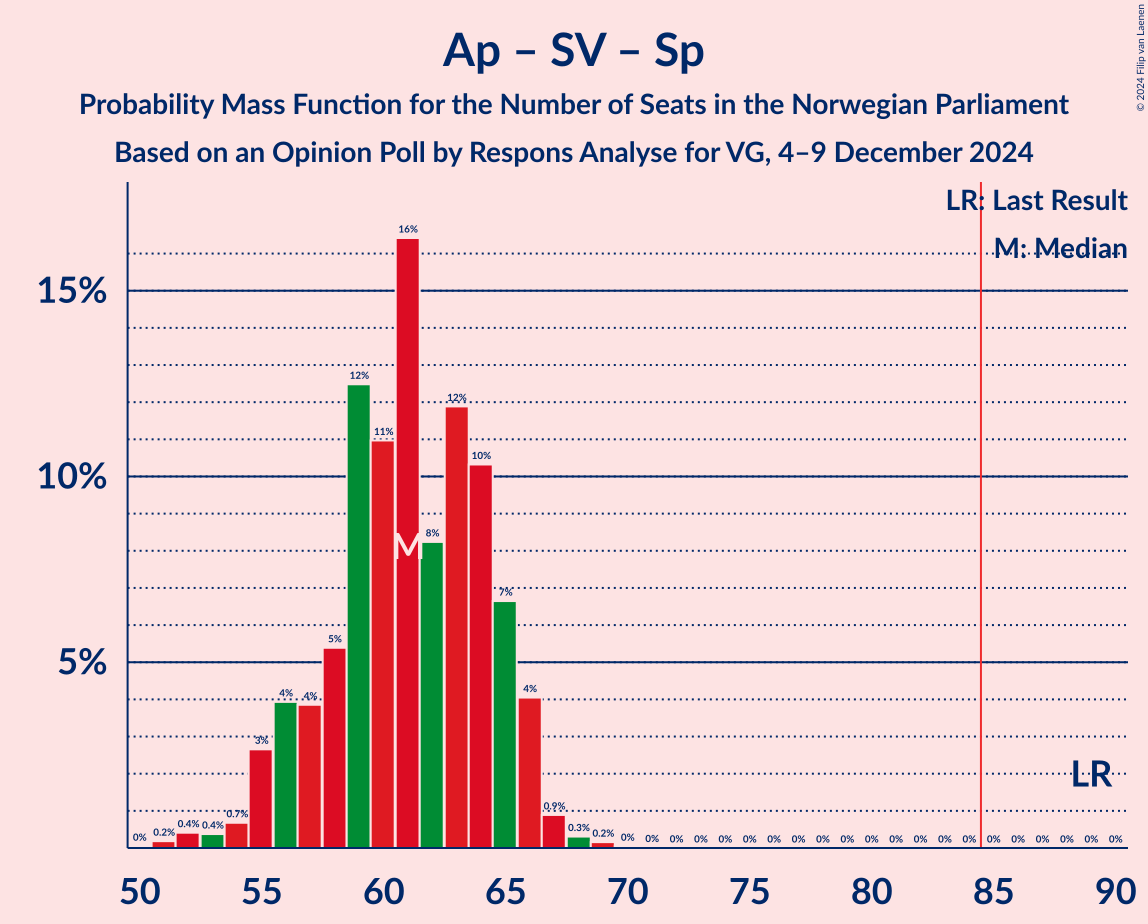 Ap – SV – Sp
Probability Mass Function for the Number of Seats in the Norwegian Parliament
Based on an Opinion Poll by Respons Analyse for VG, 4–9 December 2024
© 2024 Filip van Laenen
LR: Last Result
M: Median
15%
10%
5%
0% 0.2% 0.4% 0.4% 0.7% 3% 4% 4% 5% 12% 11% 16% 8% 12% 10% 7% 4% 0.9% 0.3% 0.2% 0% 0% 0% 0% 0% 0% 0% 0% 0% 0% 0% 0% 0% 0% 0% 0% 0% 0% 0% 0% 0%
M
LR
50 55 60 65 70 75 80 85 90